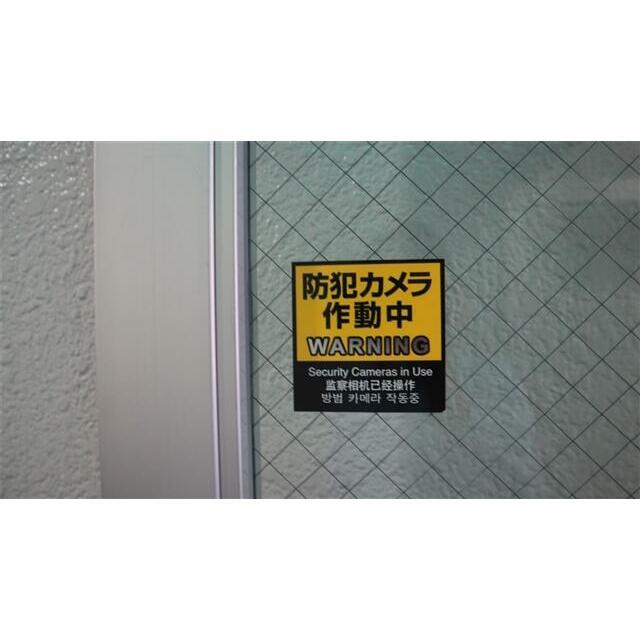 防犯カメラ
作動中
WARNING
Security Cameras in Use
监察相机已经操作
방범 카메라 작동중